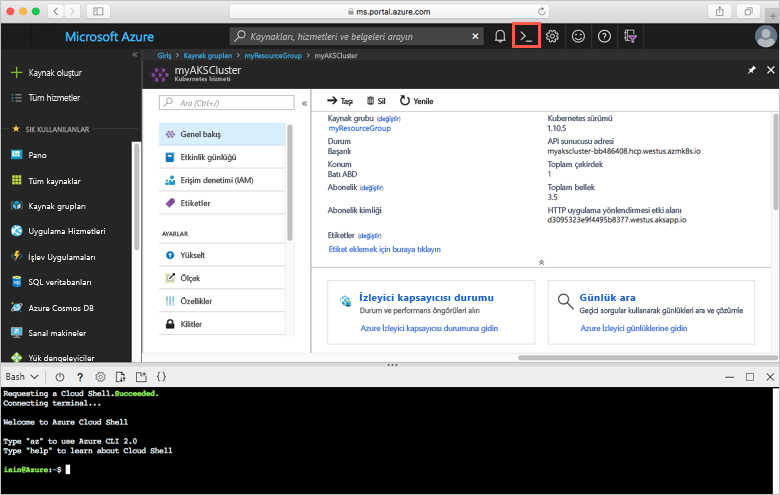 ms.portal.azure.com
Microsoft Azure
Kaynakları, hizmetleri ve belgeleri arayın
Giriş > Kaynak grupları > myResourceGroup > myAKSCluster
myAKSCluster
Kubernetes hizmeti
Kaynak oluştur
Tüm hizmetler
SIK KULLANILANLAR
Pano
Tüm kaynaklar
Kaynak grupları
Uygulama Hizmetleri
İşlev Uygulamaları
SQL veritabanları
Azure Cosmos DB
Sanal makineler
Yük dengeleyiciler
Ara (Ctrl+/)
Genel bakış
Etkinlik günlüğü
Erişim denetimi (IAM)
Etiketler
AYARLAR
Yükselt
Ölçek
Özellikler
Kilitler
Taşı Sil Yenile
Kaynak grubu (değiştir)
myResourceGroup
Durum
Başarılı
Konum
Batı ABD
Abonelik (değiştir)
Abonelik kimliği
Etiketler (değiştir)
Etiket eklemek için buraya tıklayın
Kubernetes sürümü
1.10.5
API sunucusu adresi
myakscluster-bb486408.hcp.westus.azmk8s.io
Toplam çekirdek
1
Toplam bellek
3.5
HTTP uygulama yönlendirmesi etki alanı
d3095323e9f4495b8377.westus.aksapp.io
İzleyici kapsayıcısı durumu
Durum ve performans öngörüleri alın
Azure İzleyici kapsayıcısı durumuna gidin
Günlük ara
Geçici sorgular kullanarak günlükleri ara ve çözümle
Azure İzleyici günlüklerine gidin
Bash
Requesting a Cloud Shell.Succeeded.
Connecting terminal...
Welcome to Azure Cloud Shell
Type "az" to use Azure CLI 2.0
Type "help" to learn about Cloud Shell
iain@Azure:~$